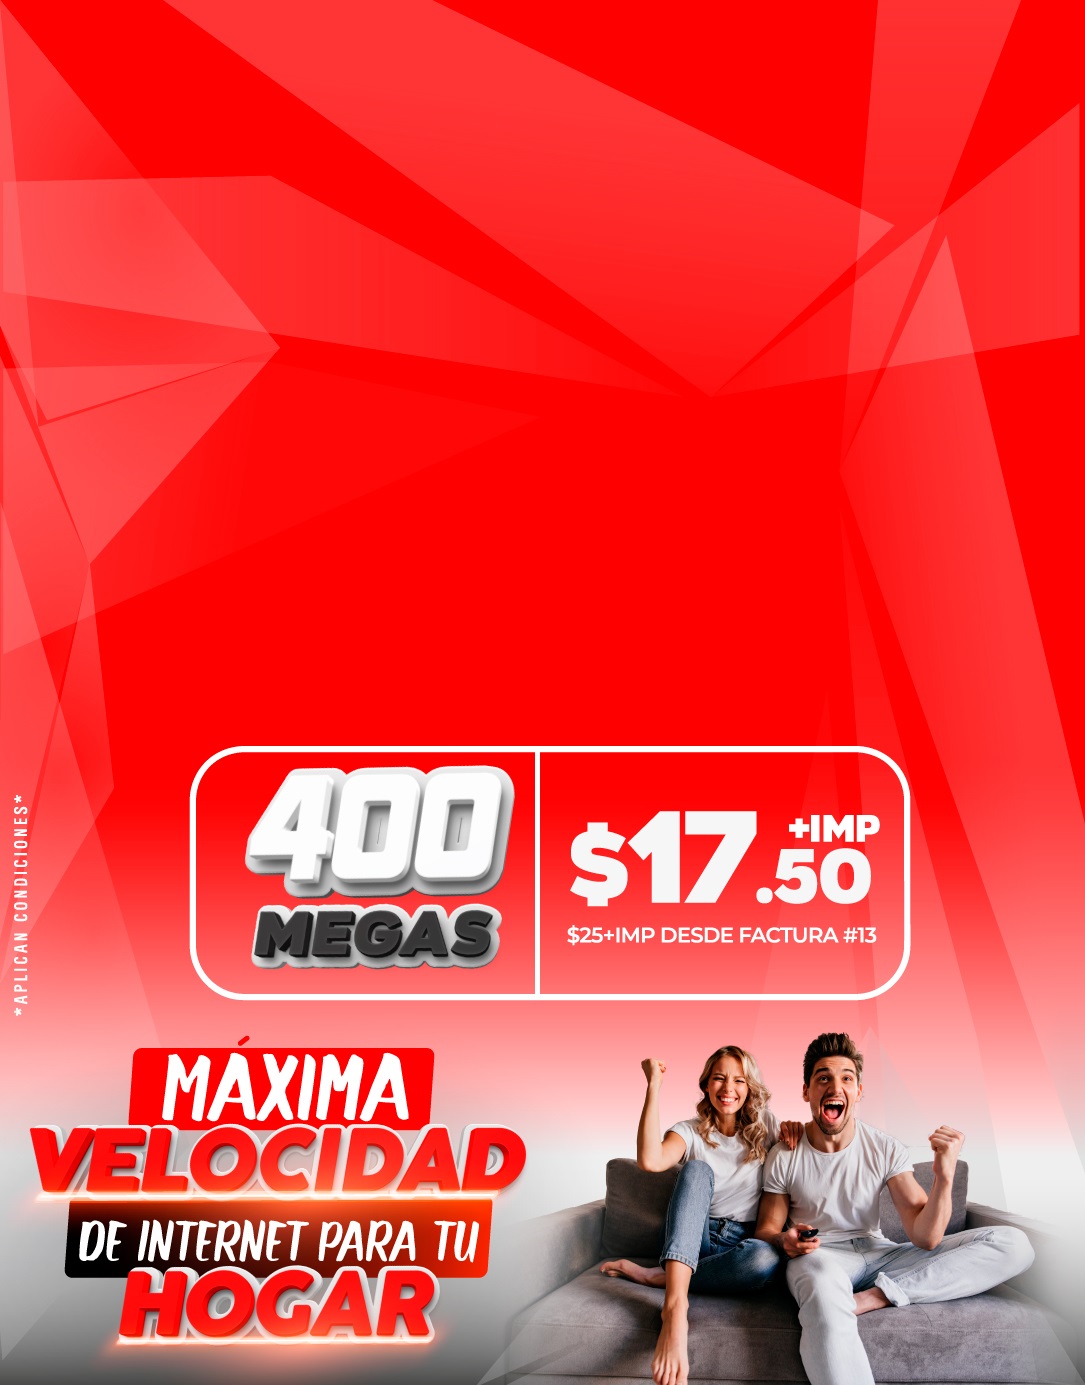 400
MEGAS
$17.50
+IMP
$25+IMP DESDE FACTURA #13
*APLICAN CONDICIONES*
MÁXIMA
VELOCIDAD
DE INTERNET PARA TU
HOGAR